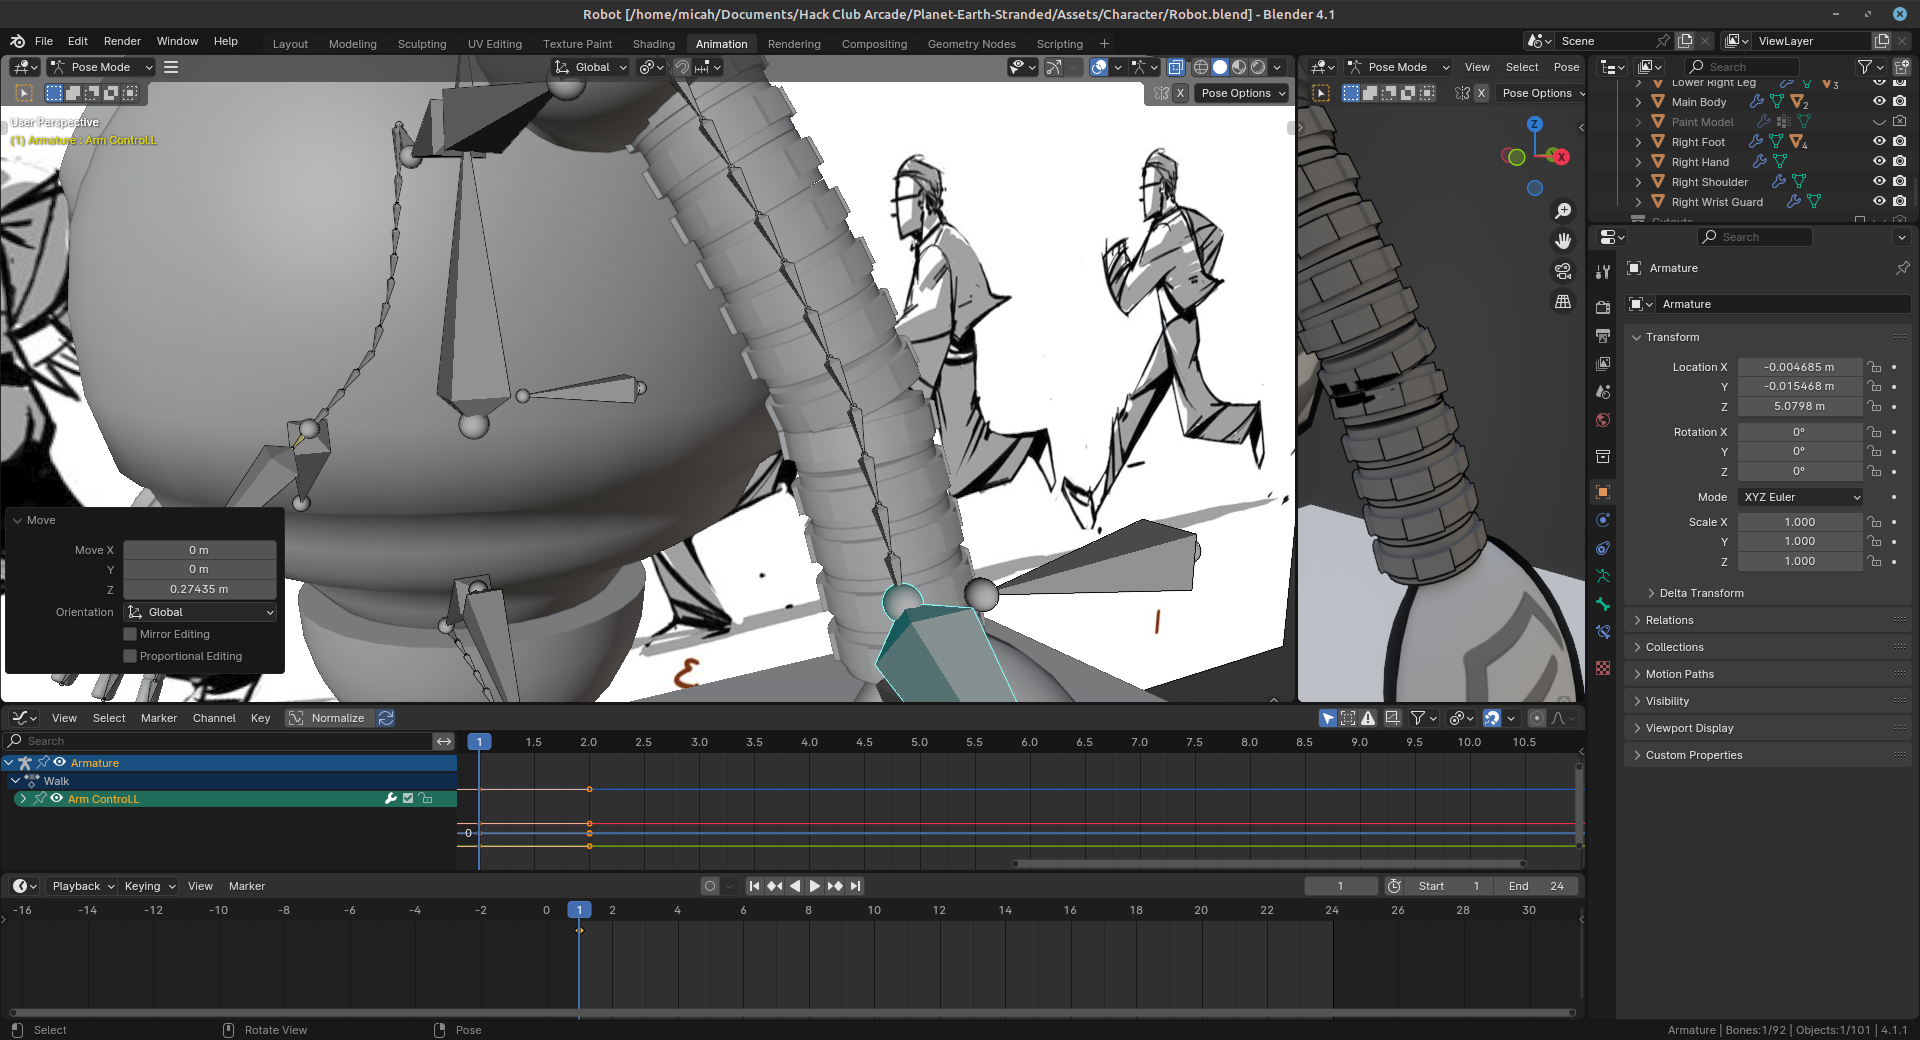 Robot [/home/micah/Documents/Hack Club Arcade/Planet-Earth-Stranded/Assets/Character/Robot.blend] - Blender 4.1
File Edit Render Window Help Layout Modeling Sculpting UV Editing Texture Paint Shading Animation Rendering Compositing Geometry Nodes Scripting + Scene ViewLayer
Pose Mode Global Pose Mode View Select Pose Search
X Pose Options X Pose Options
Lower Right Leg 3
Main Body 2
Paint Model
Right Foot 4
Right Hand
Right Shoulder
Right Wrist Guard
User Perspective
(1) Armature : Arm Control.L
Z
X
Search
Armature
Armature
Transform
Location X -0.004685 m
Y -0.015468 m
Z 5.0798 m
Rotation X 0°
Y 0°
Z 0°
Mode XYZ Euler
Scale X 1.000
Y 1.000
Z 1.000
Delta Transform
Relations
Collections
Motion Paths
Visibility
Viewport Display
Custom Properties
Move
Move X 0 m
Y 0 m
Z 0.27435 m
Orientation Global
Mirror Editing
Proportional Editing
View Select Marker Channel Key Normalize
Search
1 1.5 2.0 2.5 3.0 3.5 4.0 4.5 5.0 5.5 6.0 6.5 7.0 7.5 8.0 8.5 9.0 9.5 10.0 10.5
Armature
Walk
Arm Control.L
0
Playback Keying View Marker 1 Start 1 End 24
-16 -14 -12 -10 -8 -6 -4 -2 0 1 2 4 6 8 10 12 14 16 18 20 22 24 26 28 30
Select Rotate View Pose Armature | Bones:1/92 | Objects:1/101 | 4.1.1